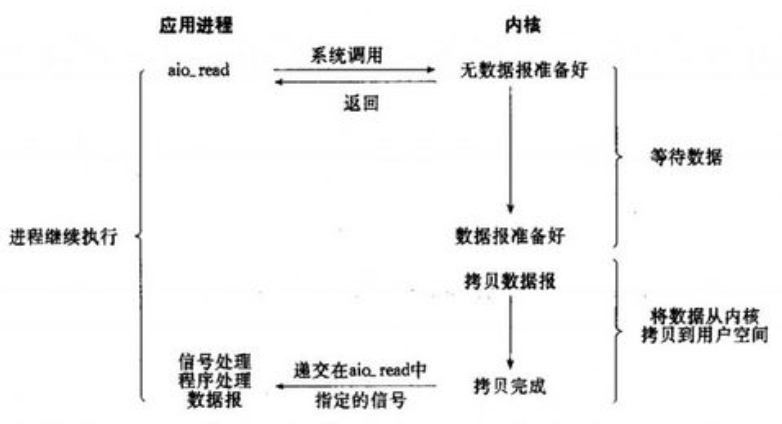 应用进程
内核
aio_read
系统调用
无数据报准备好
返回
等待数据
进程继续执行
数据报准备好
拷贝数据报
将数据从内核
拷贝到用户空间
信号处理
程序处理
数据报
递交在aio_read中
指定的信号
拷贝完成